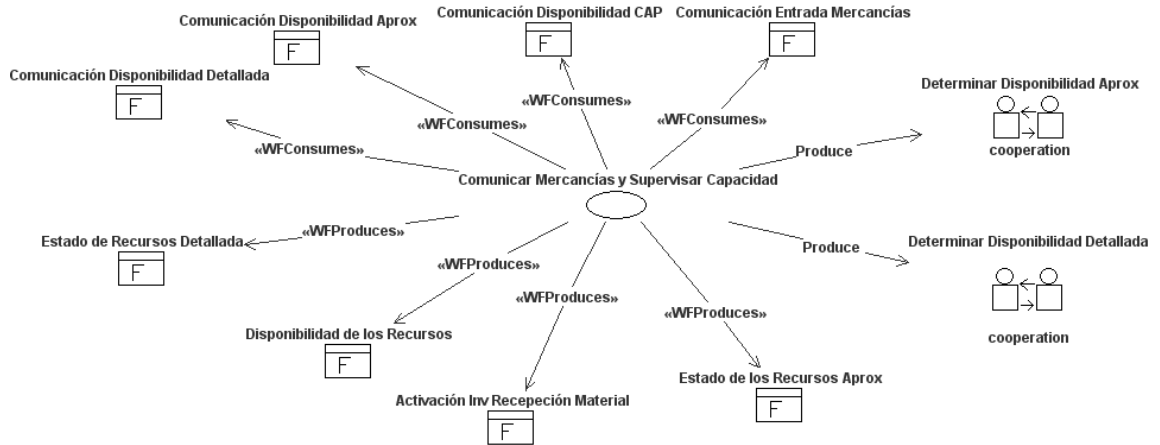 Comunicación Disponibilidad Aprox
F
Comunicación Disponibilidad CAP
F
Comunicación Entrada Mercancías
F
Comunicación Disponibilidad Detallada
F
Determinar Disponibilidad Aprox
cooperation
«WFConsumes»
«WFConsumes»
«WFConsumes»
«WFConsumes»
Produce
Comunicar Mercancías y Supervisar Capacidad
«WFProduces»
Estado de Recursos Detallada
F
Produce
Determinar Disponibilidad Detallada
cooperation
«WFProduces»
«WFProduces»
«WFProduces»
Disponibilidad de los Recursos
F
Activación Inv Recepeción Material
F
Estado de los Recursos Aprox
F